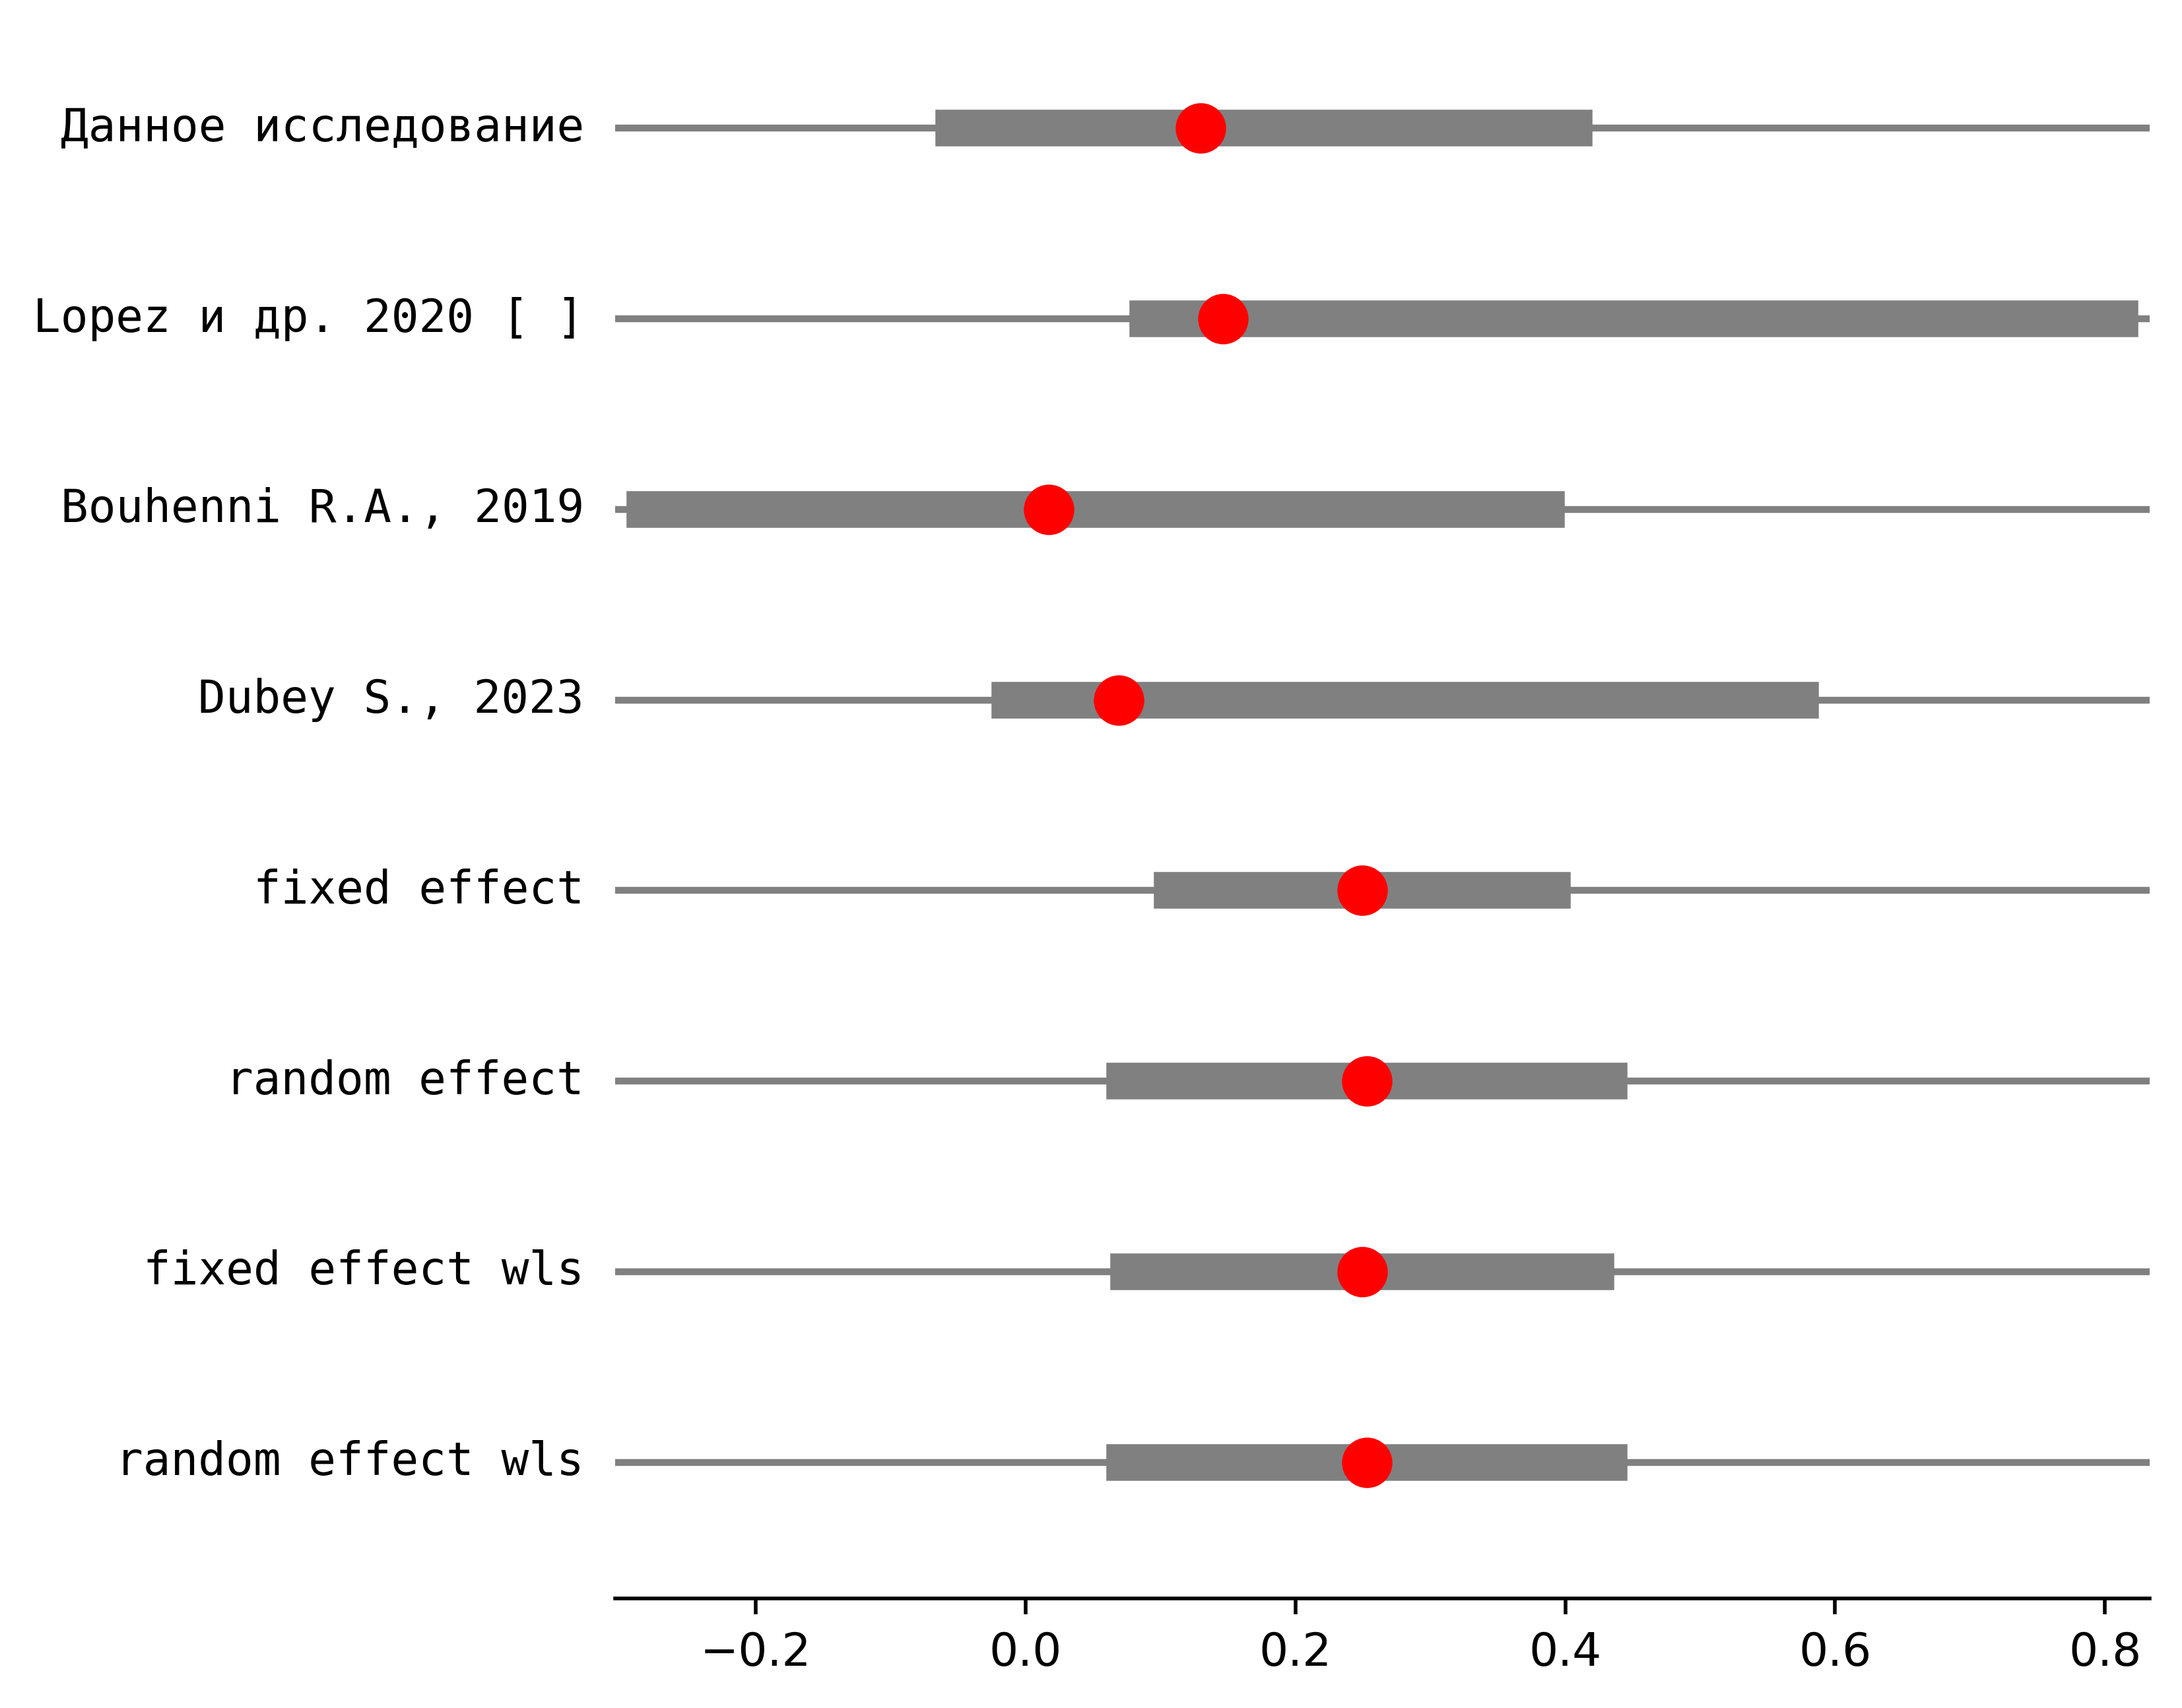 Данное исследование
Lopez и др. 2020 [ ]
Bouhenni R.A., 2019
Dubey S., 2023
fixed effect
random effect
fixed effect wls
random effect wls
−0.2 0.0 0.2 0.4 0.6 0.8